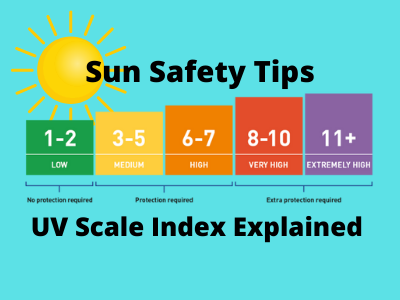 Sun Safety Tips
1-2 3-5 6-7 8-10 11+
LOW MEDIUM HIGH VERY HIGH EXTREMELY HIGH
No protection required Protection required Extra protection required
UV Scale Index Explained